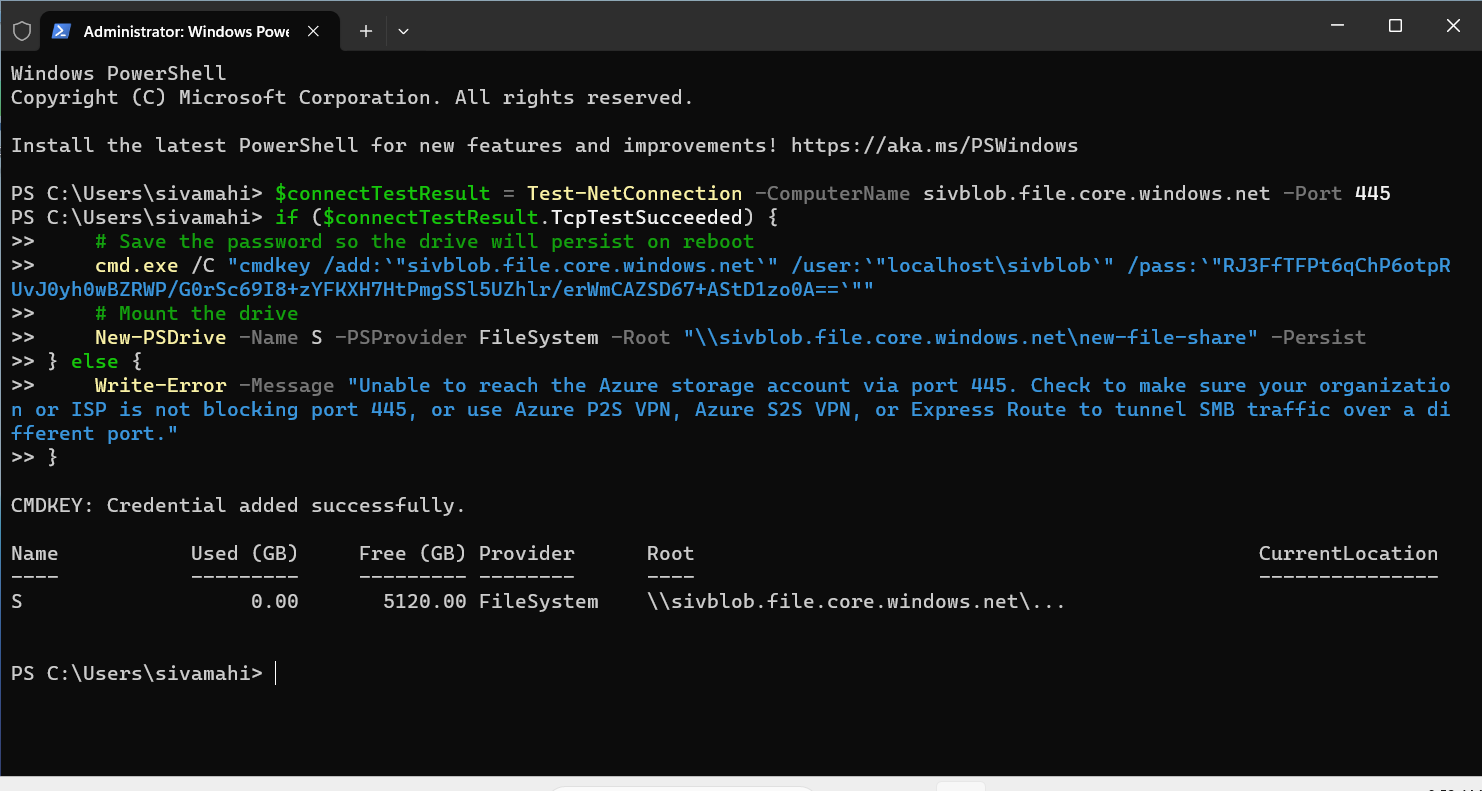 Administrator: Windows Powe
Windows PowerShell
Copyright (C) Microsoft Corporation. All rights reserved.
Install the latest PowerShell for new features and improvements! https://aka.ms/PSWindows
PS C:\Users\sivamahi> $connectTestResult = Test-NetConnection -ComputerName sivblob.file.core.windows.net -Port 445
PS C:\Users\sivamahi> if ($connectTestResult.TcpTestSucceeded) {
>>     # Save the password so the drive will persist on reboot
>>     cmd.exe /C "cmdkey /add:`"sivblob.file.core.windows.net`" /user:`"localhost\sivblob`" /pass:`"RJ3FfTFPt6qChP6otpR
UvJ0yh0wBZRWP/G0rSc69I8+zYFKXH7HtPmgSSl5UZhlr/erWmCAZSD67+AStD1zo0A==`""
>>     # Mount the drive
>>     New-PSDrive -Name S -PSProvider FileSystem -Root "\\sivblob.file.core.windows.net\new-file-share" -Persist
>> } else {
>>     Write-Error -Message "Unable to reach the Azure storage account via port 445. Check to make sure your organizatio
n or ISP is not blocking port 445, or use Azure P2S VPN, Azure S2S VPN, or Express Route to tunnel SMB traffic over a di
fferent port."
>> }
CMDKEY: Credential added successfully.
Name           Used (GB)     Free (GB) Provider      Root                                                   CurrentLocation
----           ---------     --------- --------      ----                                                   ---------------
S                   0.00       5120.00 FileSystem    \\sivblob.file.core.windows.net\...
PS C:\Users\sivamahi>